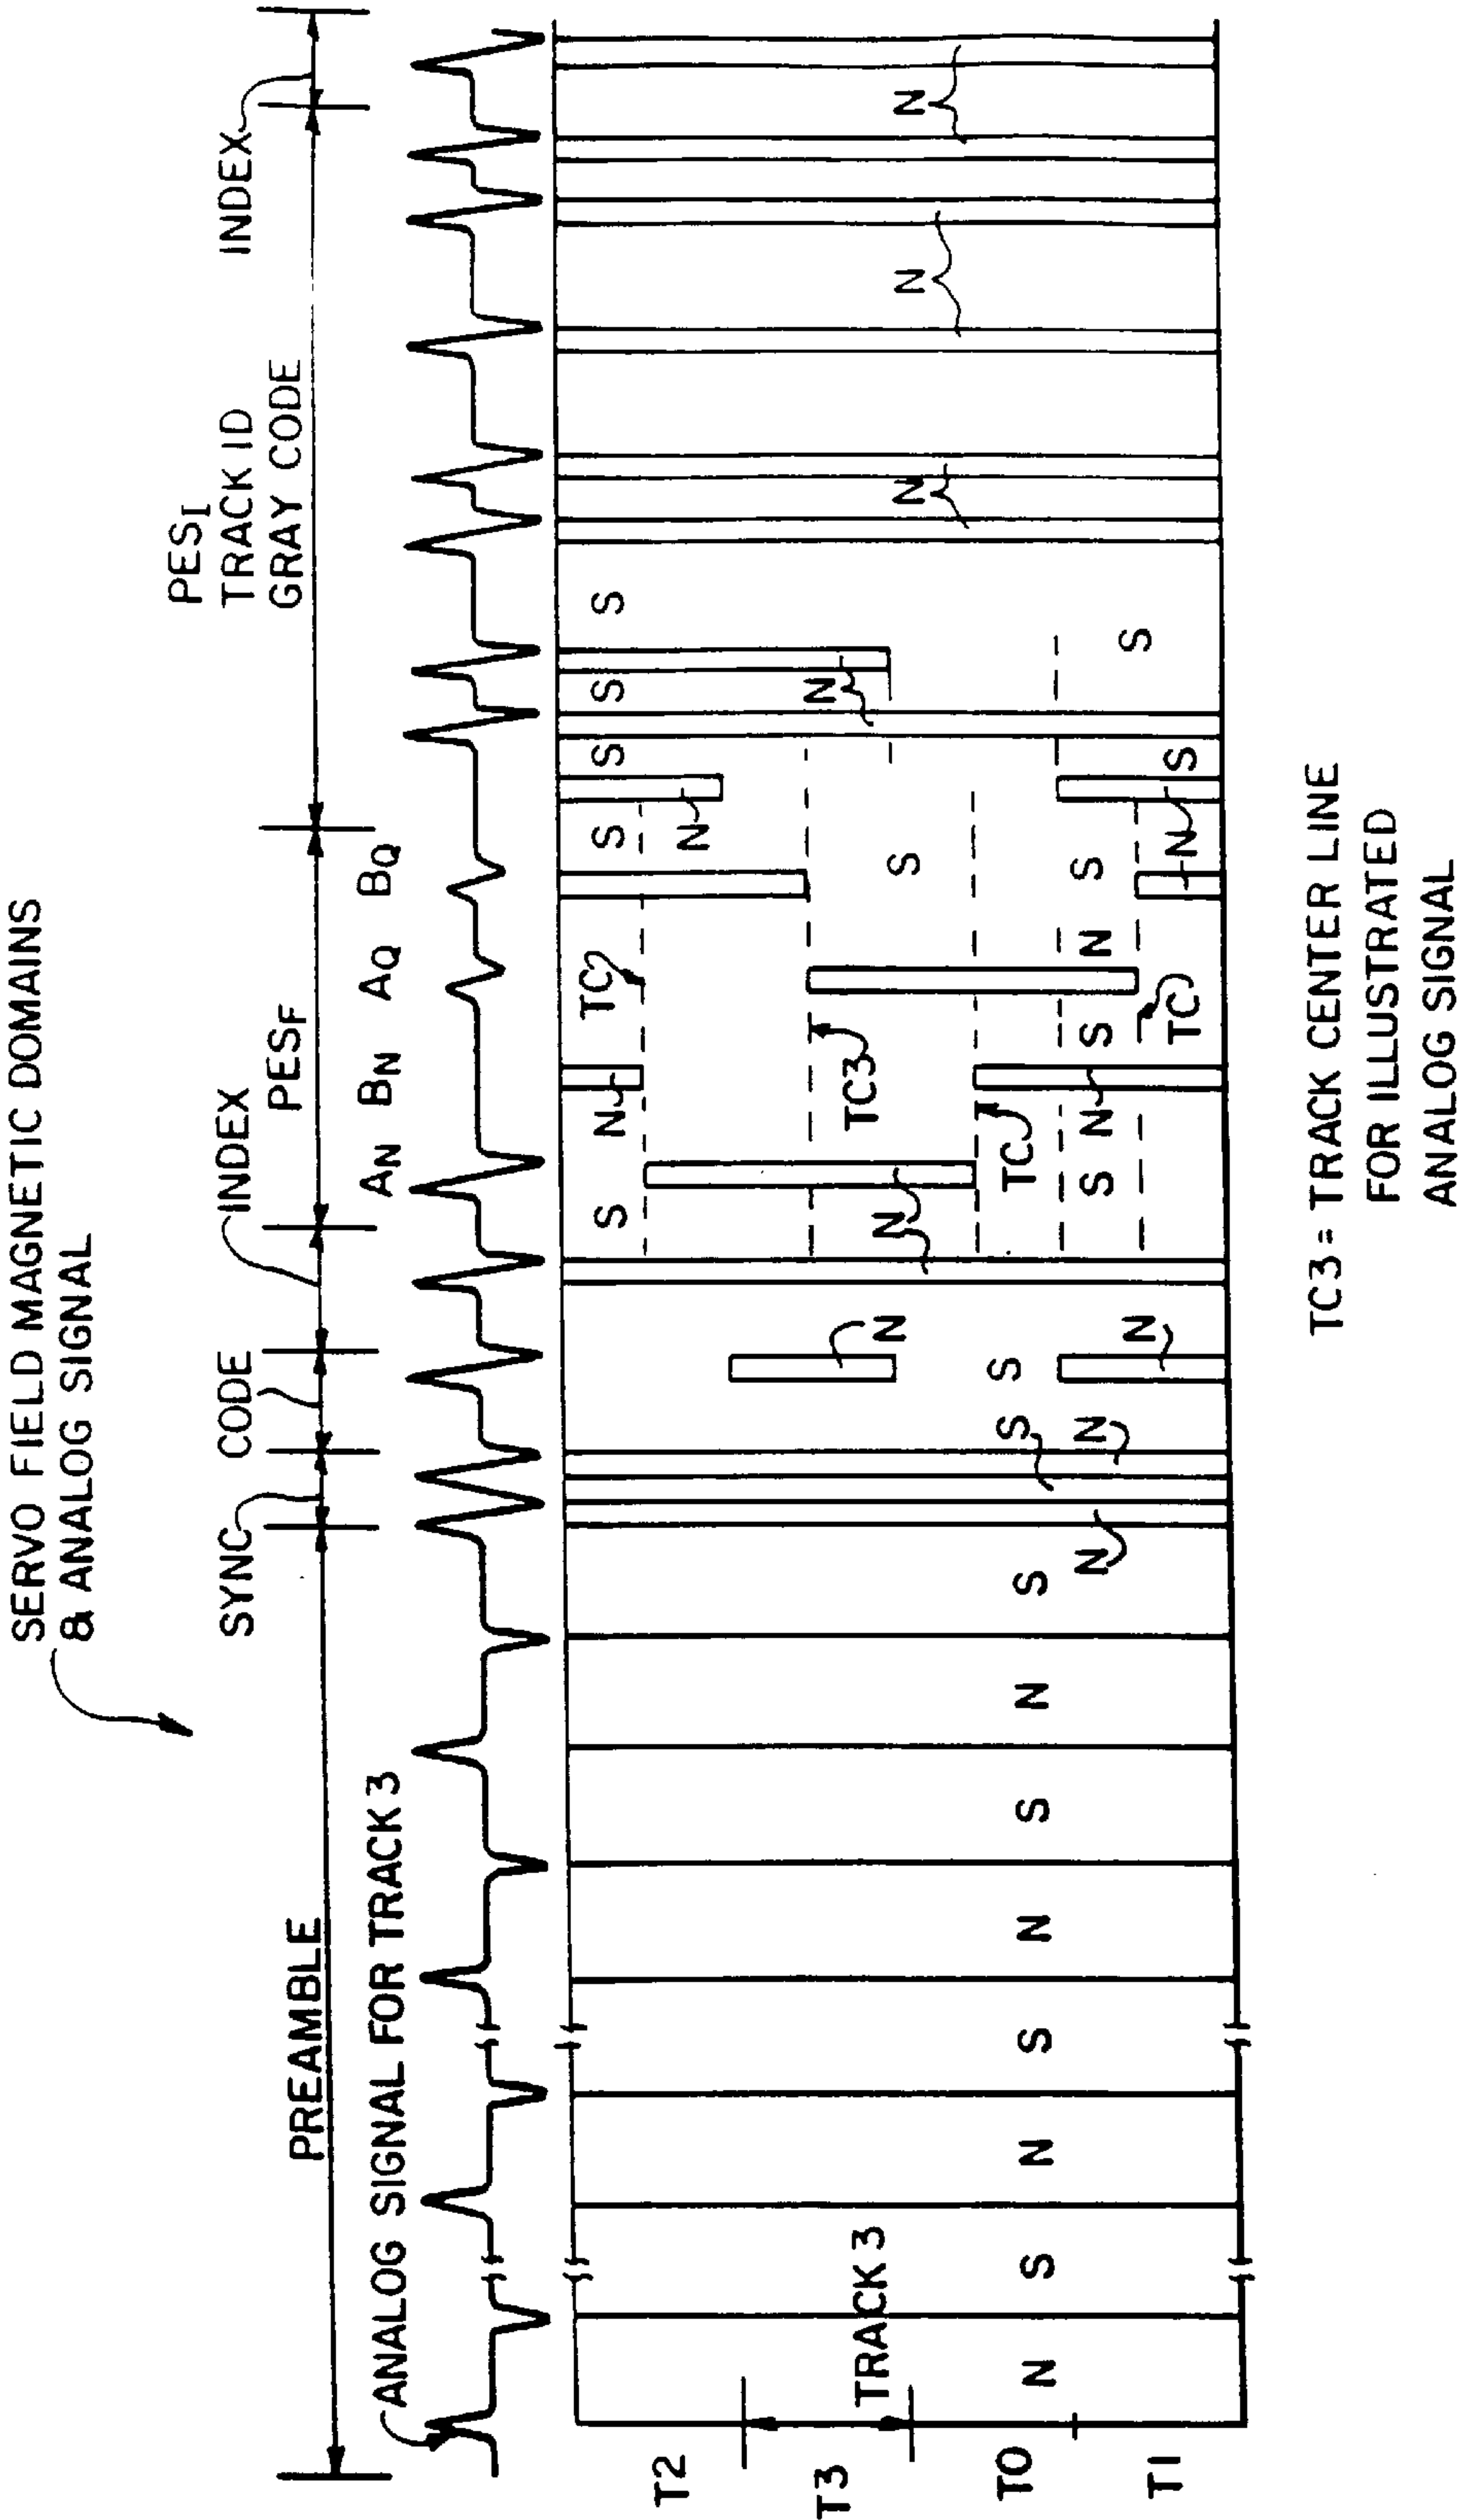 SERVO FIELD MAGNETIC DOMAINS
& ANALOG SIGNAL
PREAMBLE
SYNC
CODE
INDEX
PESF
AN BN AQ BQ
PESI
TRACK ID
GRAY CODE
INDEX
ANALOG SIGNAL FOR TRACK 3
T2
T3
T0
T1
TRACK 3
N
S
N
S
N
S
N
S
N
S
N
S
N
S
N
N
S
N
S
N
TCJ
S
N
S
TC3
N
TC
TC
S
N
S
S
S
N
N
S
S
S
N
S
S
N
N
N
TC3 = TRACK CENTER LINE
FOR ILLUSTRATED
ANALOG SIGNAL